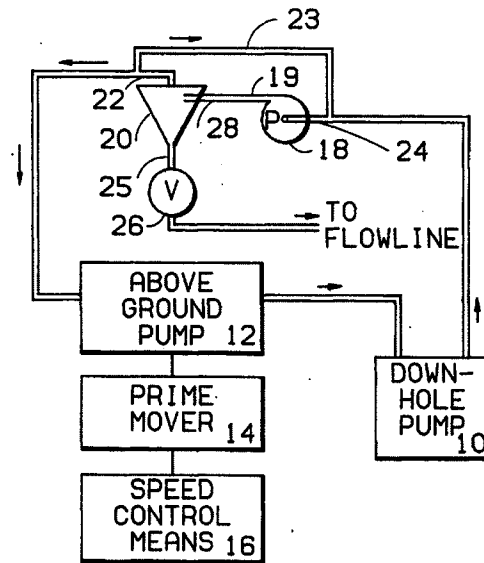 23
22
19
20
28
P
18
24
25
V
26
TO
FLOWLINE
ABOVE
GROUND
PUMP 12
PRIME
MOVER 14
SPEED
CONTROL
MEANS 16
DOWN-
HOLE
PUMP 10